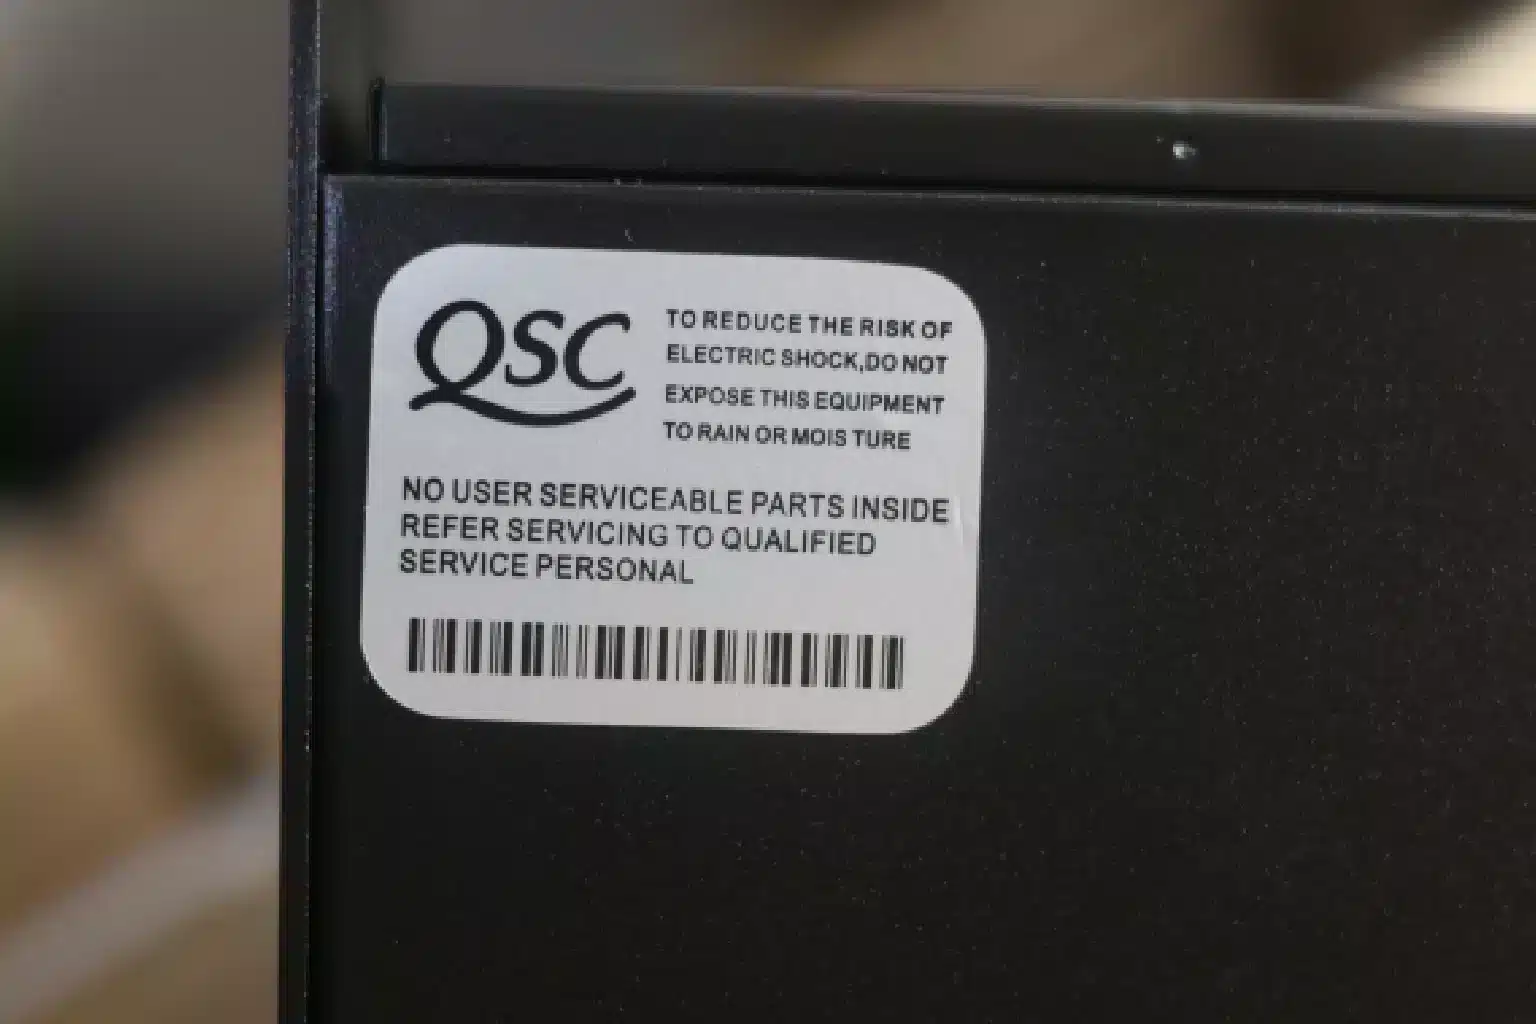 QSC
TO REDUCE THE RISK OF
ELECTRIC SHOCK,DO NOT
EXPOSE THIS EQUIPMENT
TO RAIN OR MOIS TURE
NO USER SERVICEABLE PARTS INSIDE
REFER SERVICING TO QUALIFIED
SERVICE PERSONAL